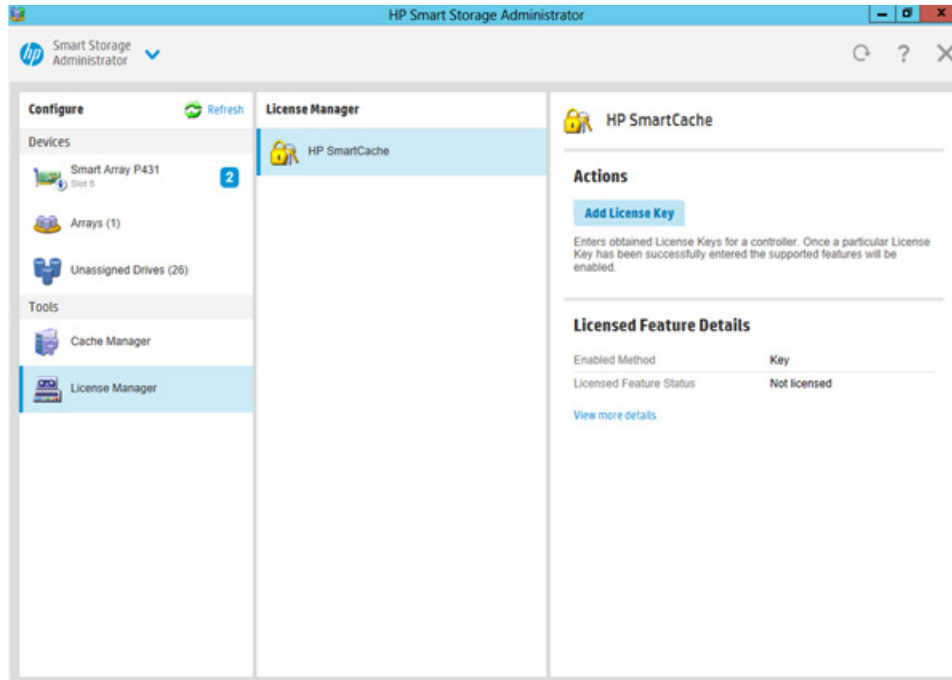 HP Smart Storage Administrator
hp
Smart Storage
Administrator
?
Configure
Refresh
Devices
Smart Array P431
Slot 5
2
Arrays (1)
Unassigned Drives (26)
Tools
Cache Manager
License Manager
License Manager
HP SmartCache
HP SmartCache
Actions
Add License Key
Enters obtained License Keys for a controller. Once a particular License
Key has been successfully entered the supported features will be
enabled.
Licensed Feature Details
Enabled Method Key
Licensed Feature Status Not licensed
View more details